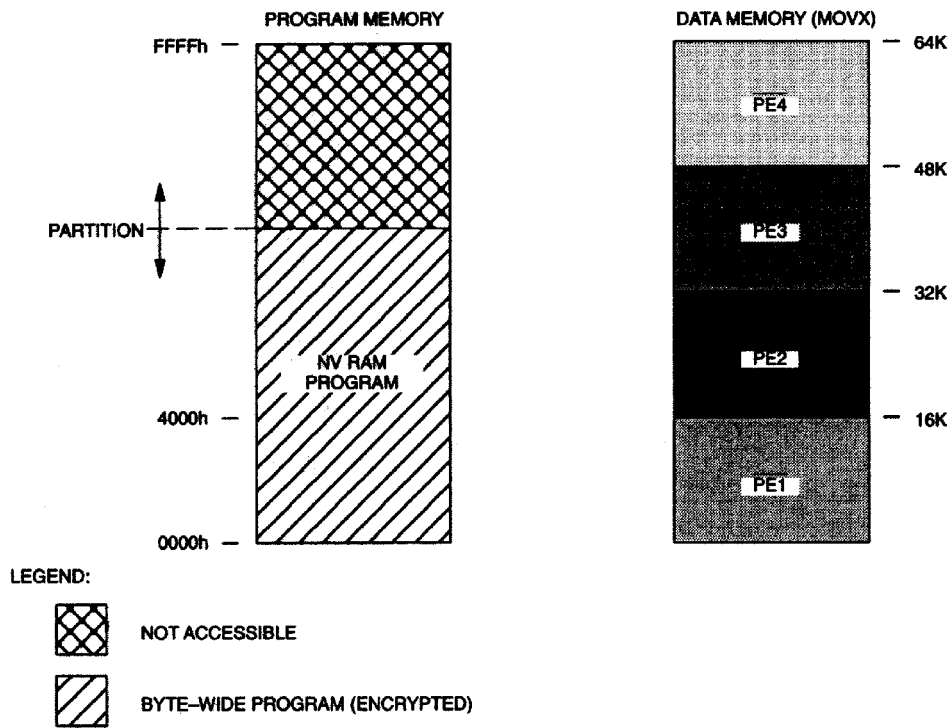 PROGRAM MEMORY
DATA MEMORY (MOVX)
FFFFh
64K
PE4
48K
PARTITION
PE3
32K
NV RAM
PROGRAM
PE2
4000h
16K
PE1
0000h
LEGEND:
NOT ACCESSIBLE
BYTE–WIDE PROGRAM (ENCRYPTED)